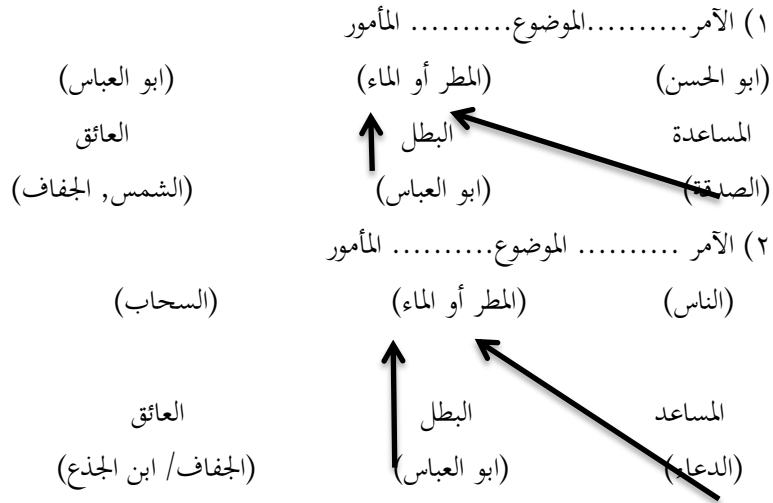 ١) الآمر..........الموضوع.......... المأمور
(ابو الحسن) (المطر أو الماء) (ابو العباس)
المساعدة البطل العائق
(الصدقة) (ابو العباس) (الشمس, الجفاف)
٢) الآمر .......... الموضوع.......... المأمور
(الناس) (المطر أو الماء) (السحاب)
المساعد البطل العائق
(الدعاء) (ابو العباس) (الجفاف/ ابن الجذع)